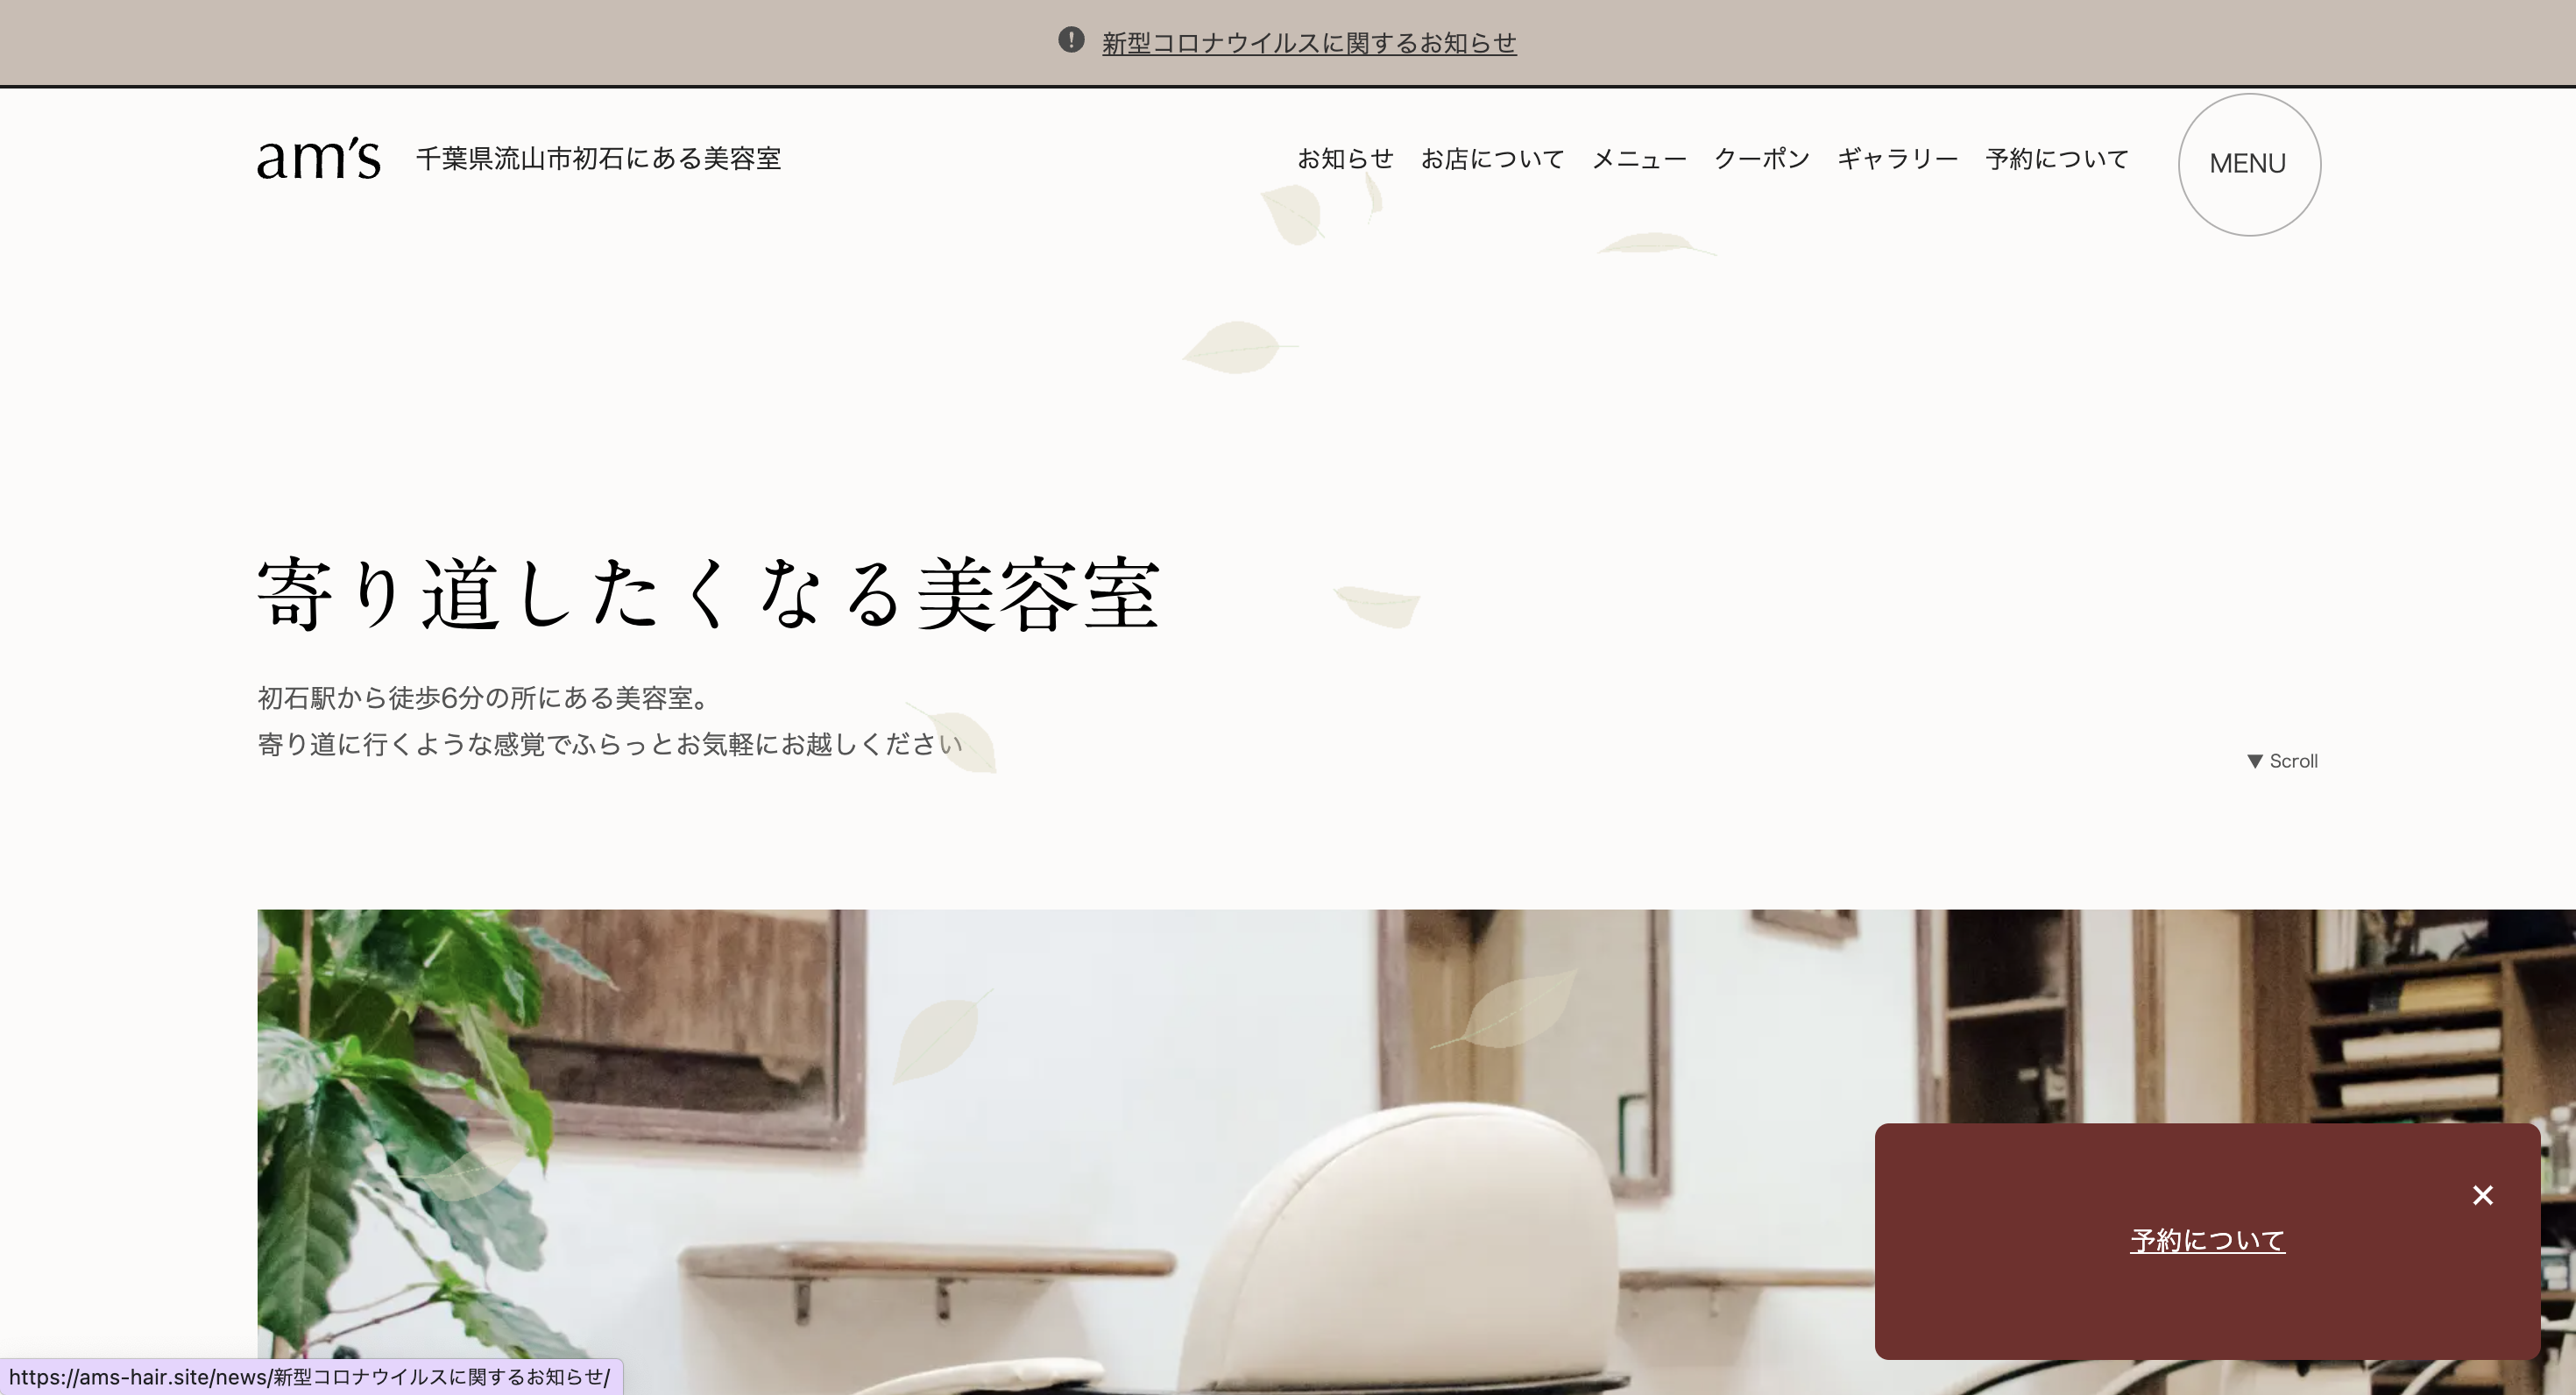 新型コロナウイルスに関するお知らせ
am's 千葉県流山市初石にある美容室
お知らせ お店について メニュー クーポン ギャラリー 予約について MENU
寄り道したくなる美容室
初石駅から徒歩6分の所にある美容室。
寄り道に行くような感覚でふらっとお気軽にお越しください
▼ Scroll
予約について
https://ams-hair.site/news/新型コロナウイルスに関するお知らせ/